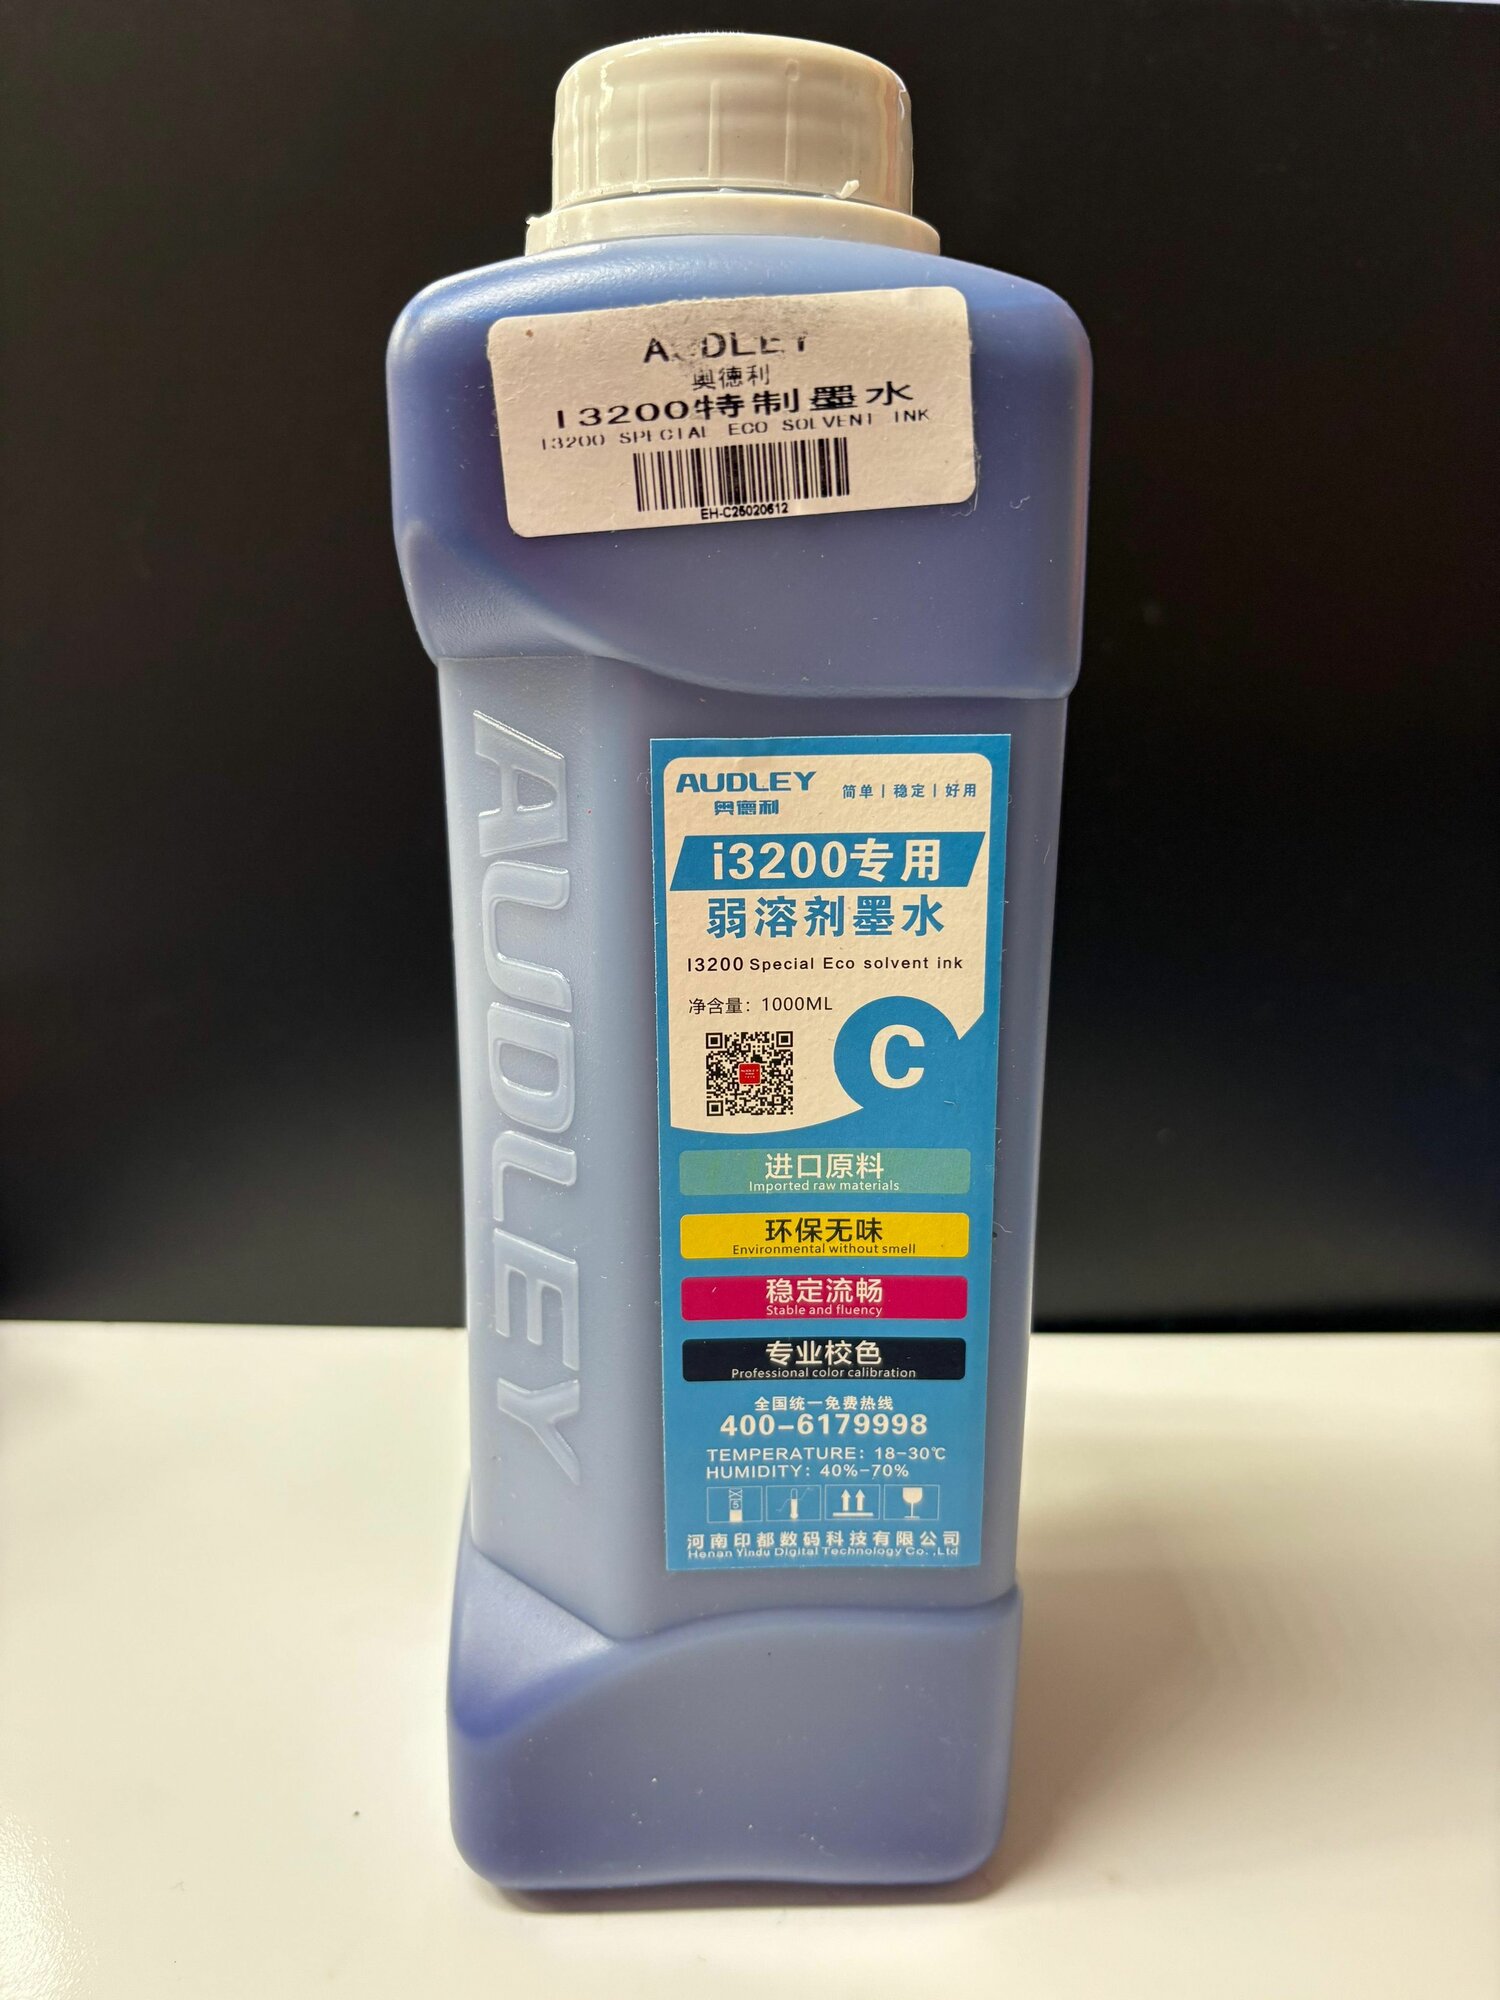 AUDLEY
奥德利
I3200特制墨水
I3200 SPECIAL ECO SOLVENT INK
EH-C25020612
AUDLEY
AUDLEY
奥德利
简单 | 稳定 | 好用
i3200专用
弱溶剂墨水
I3200 Special Eco solvent ink
净含量：1000ML
C
进口原料
Imported raw materials
环保无味
Environmental without smell
稳定流畅
Stable and fluency
专业校色
Professional color calibration
全国统一免费热线
400-6179998
TEMPERATURE：18-30℃
HUMIDITY：40%-70%
5
河南印都数码科技有限公司
Henan Yindu Digital Technology Co. ,Ltd